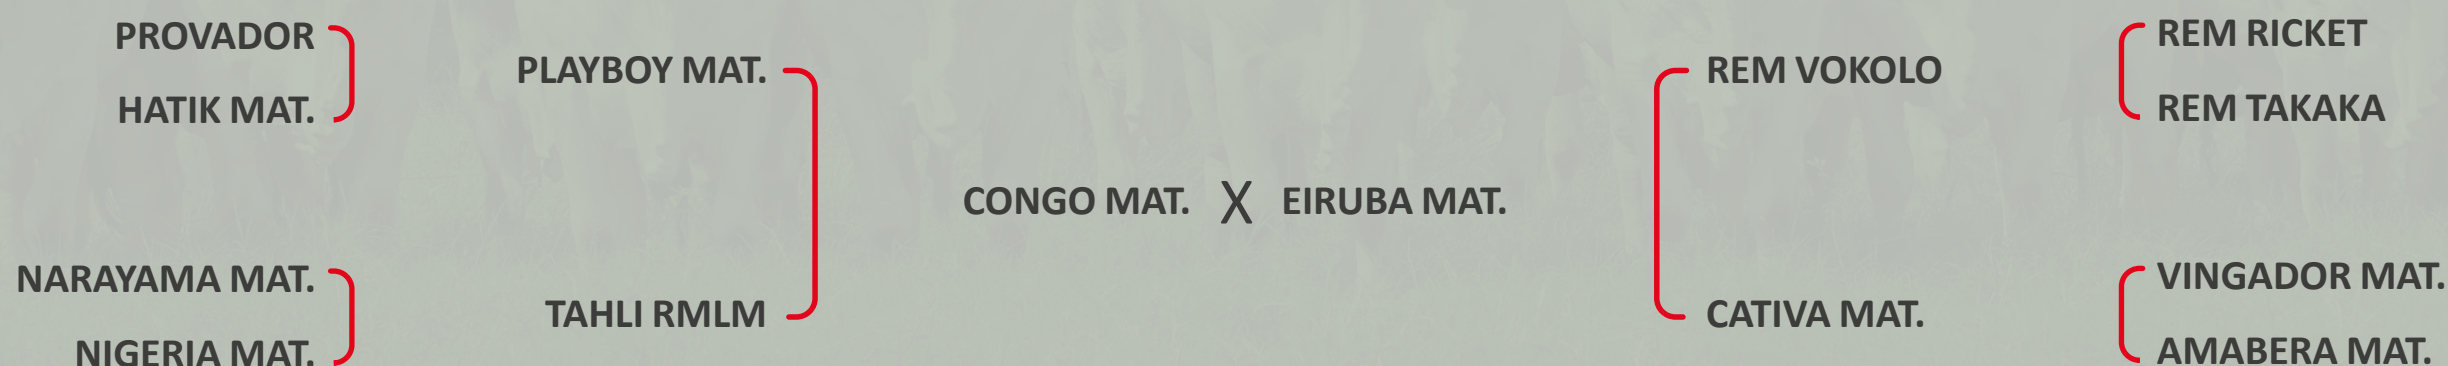 PROVADOR
HATIK MAT.
NARAYAMA MAT.
NIGERIA MAT.
PLAYBOY MAT.
TAHLI RMLM
CONGO MAT. X EIRUBA MAT.
REM VOKOLO
CATIVA MAT.
REM RICKET
REM TAKAKA
VINGADOR MAT.
AMABERA MAT.